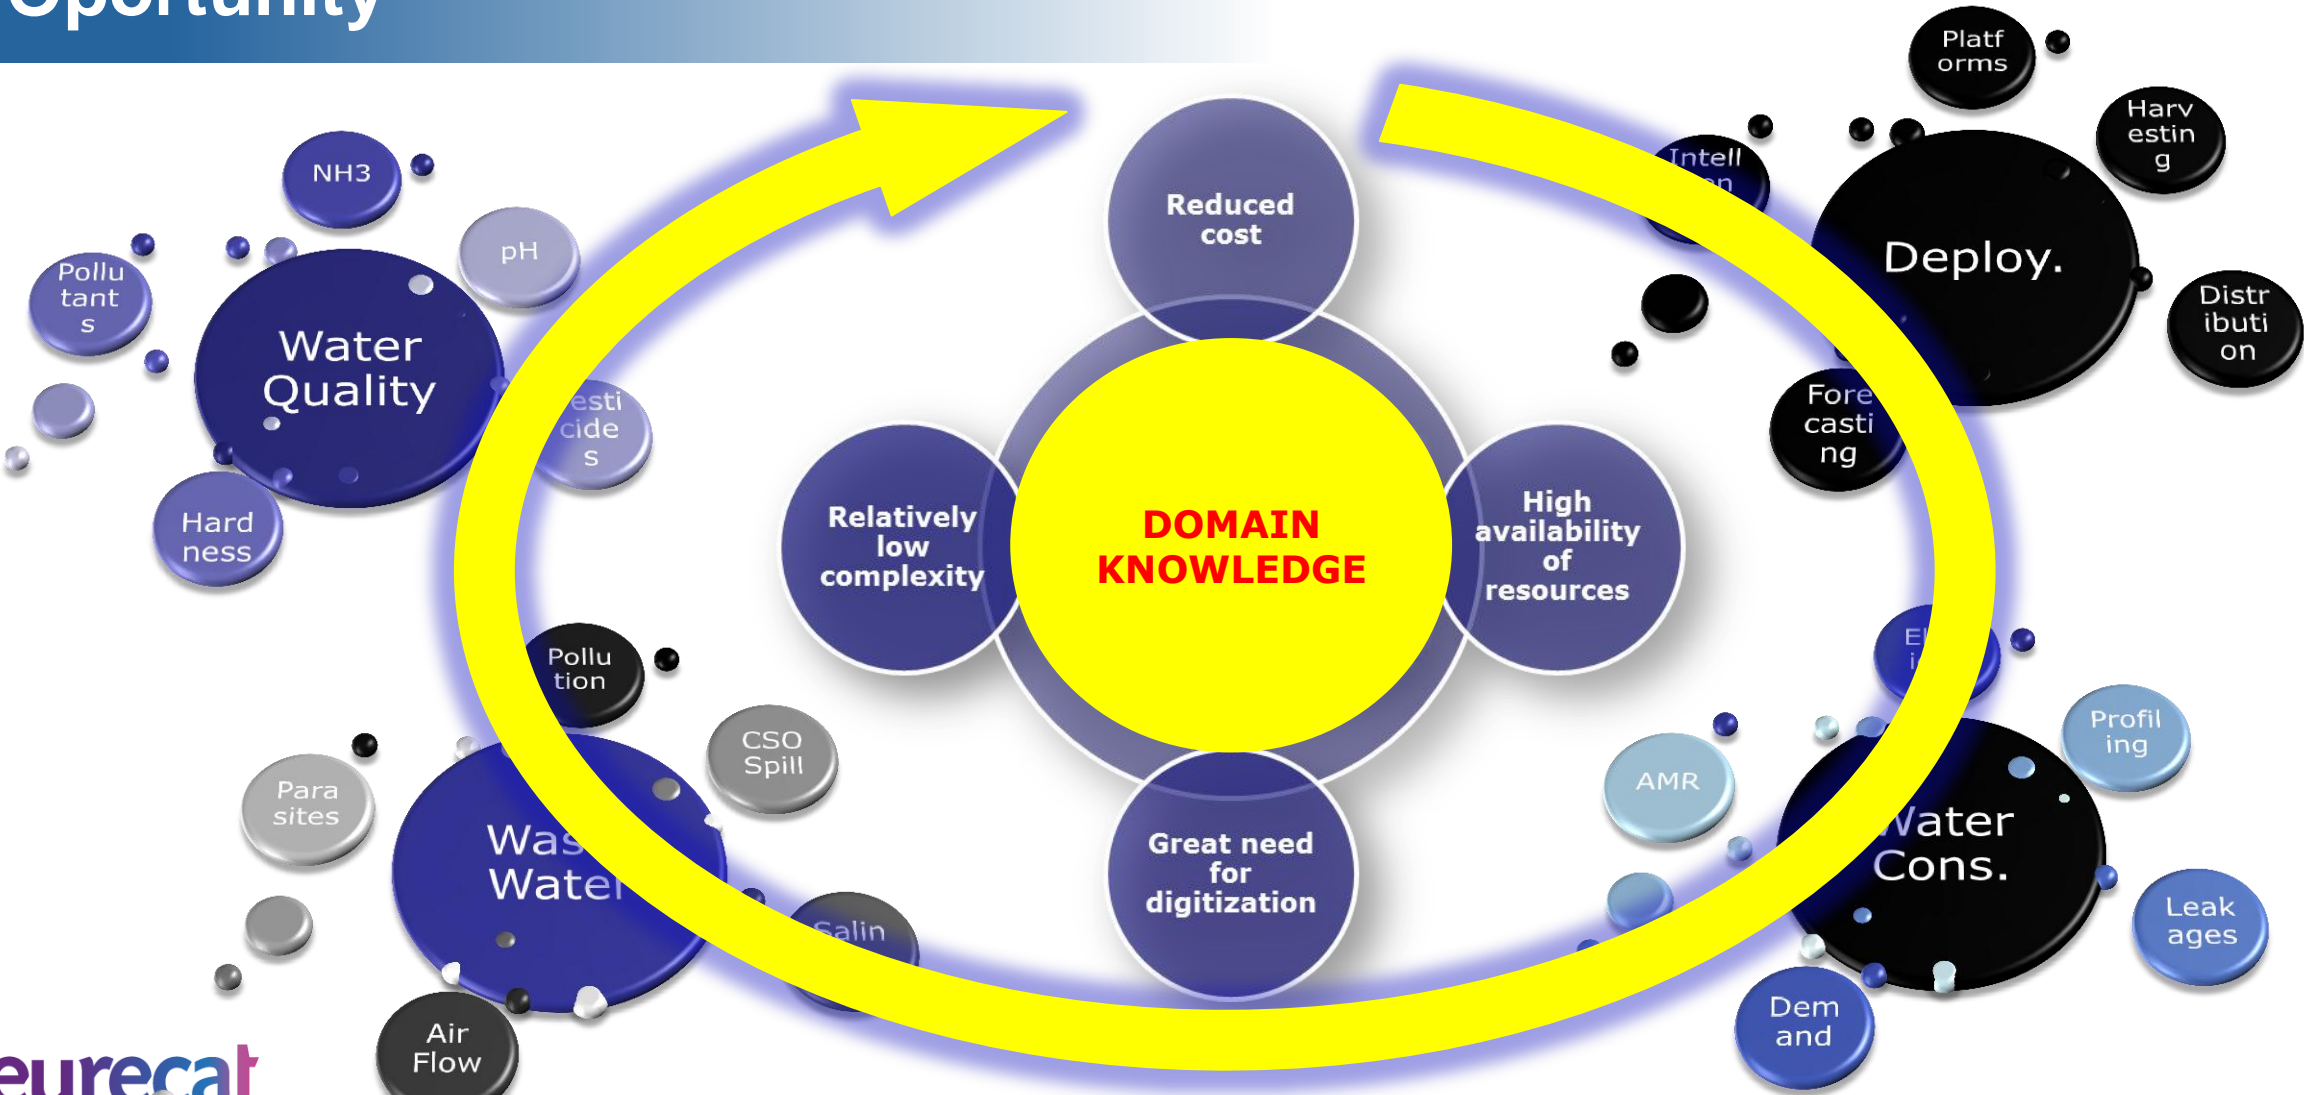 Oportunity
NH3
pH
Pollu
tant
s
Water
Quality
esti
cide
s
Hard
ness
Reduced
cost
Relatively
low
complexity
DOMAIN
KNOWLEDGE
High
availability
of
resources
Great need
for
digitization
Platf
orms
Harv
estin
g
Intell
Deploy.
Distr
ibuti
on
Fore
casti
ng
Pollu
tion
CSO
Spill
Para
sites
Was
Water
Salin
Air
Flow
El
Profil
ing
AMR
Water
Cons.
Leak
ages
Dem
and
eurecat